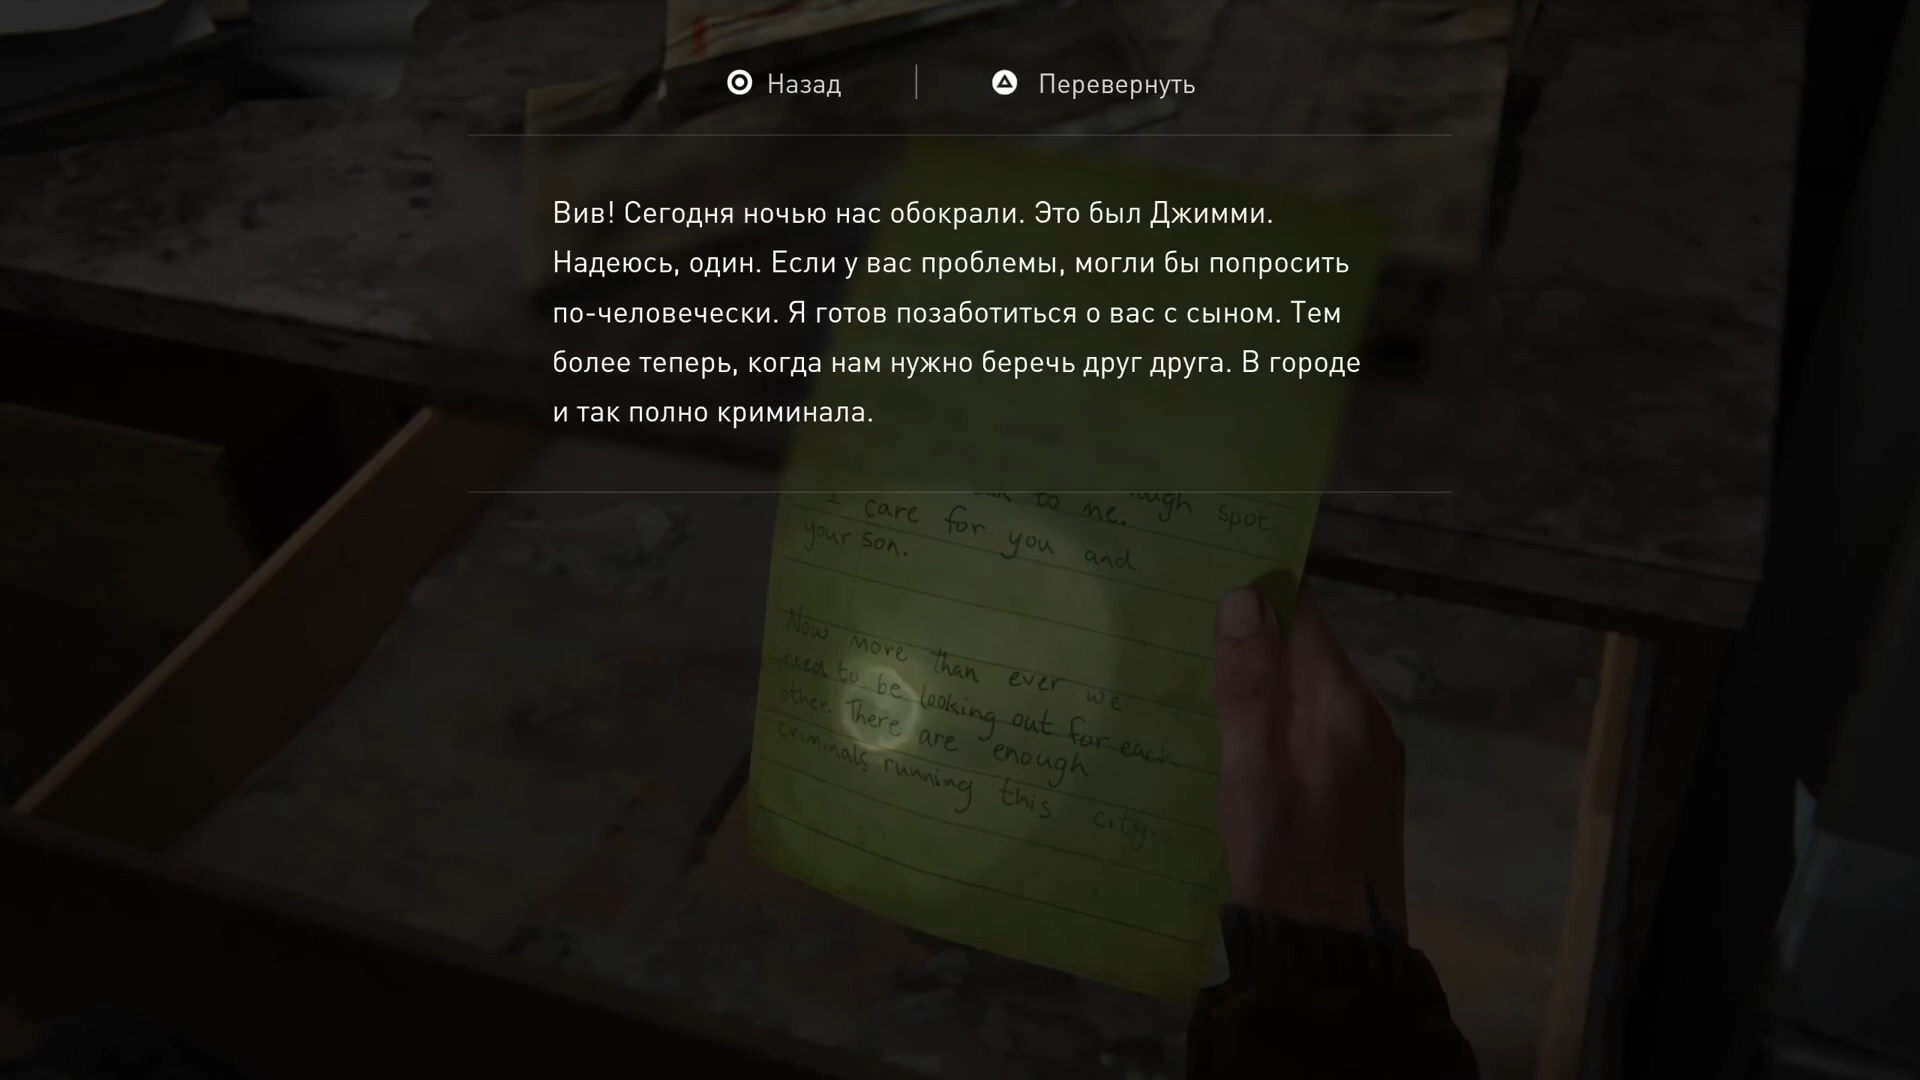 Назад
Перевернуть
Вив! Сегодня ночью нас обокрали. Это был Джимми.
Надеюсь, один. Если у вас проблемы, могли бы попросить
по-человечески. Я готов позаботиться о вас с сыном. Тем
более теперь, когда нам нужно беречь друг друга. В городе
и так полно криминала.
to me. spot
I care for you and
your son.
Now more than ever we
need to be looking out for each
other. There are enough
criminals running this city.